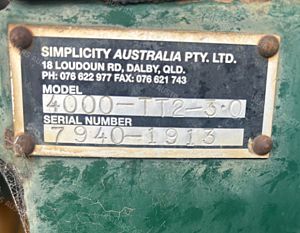 SIMPLICITY AUSTRALIA PTY. LTD.
18 LOUDOUN RD, DALBY, QLD.
PH: 076 622 977 FAX: 076 621 743
MODEL
4000-TT2-3:0
SERIAL NUMBER
7940-1913